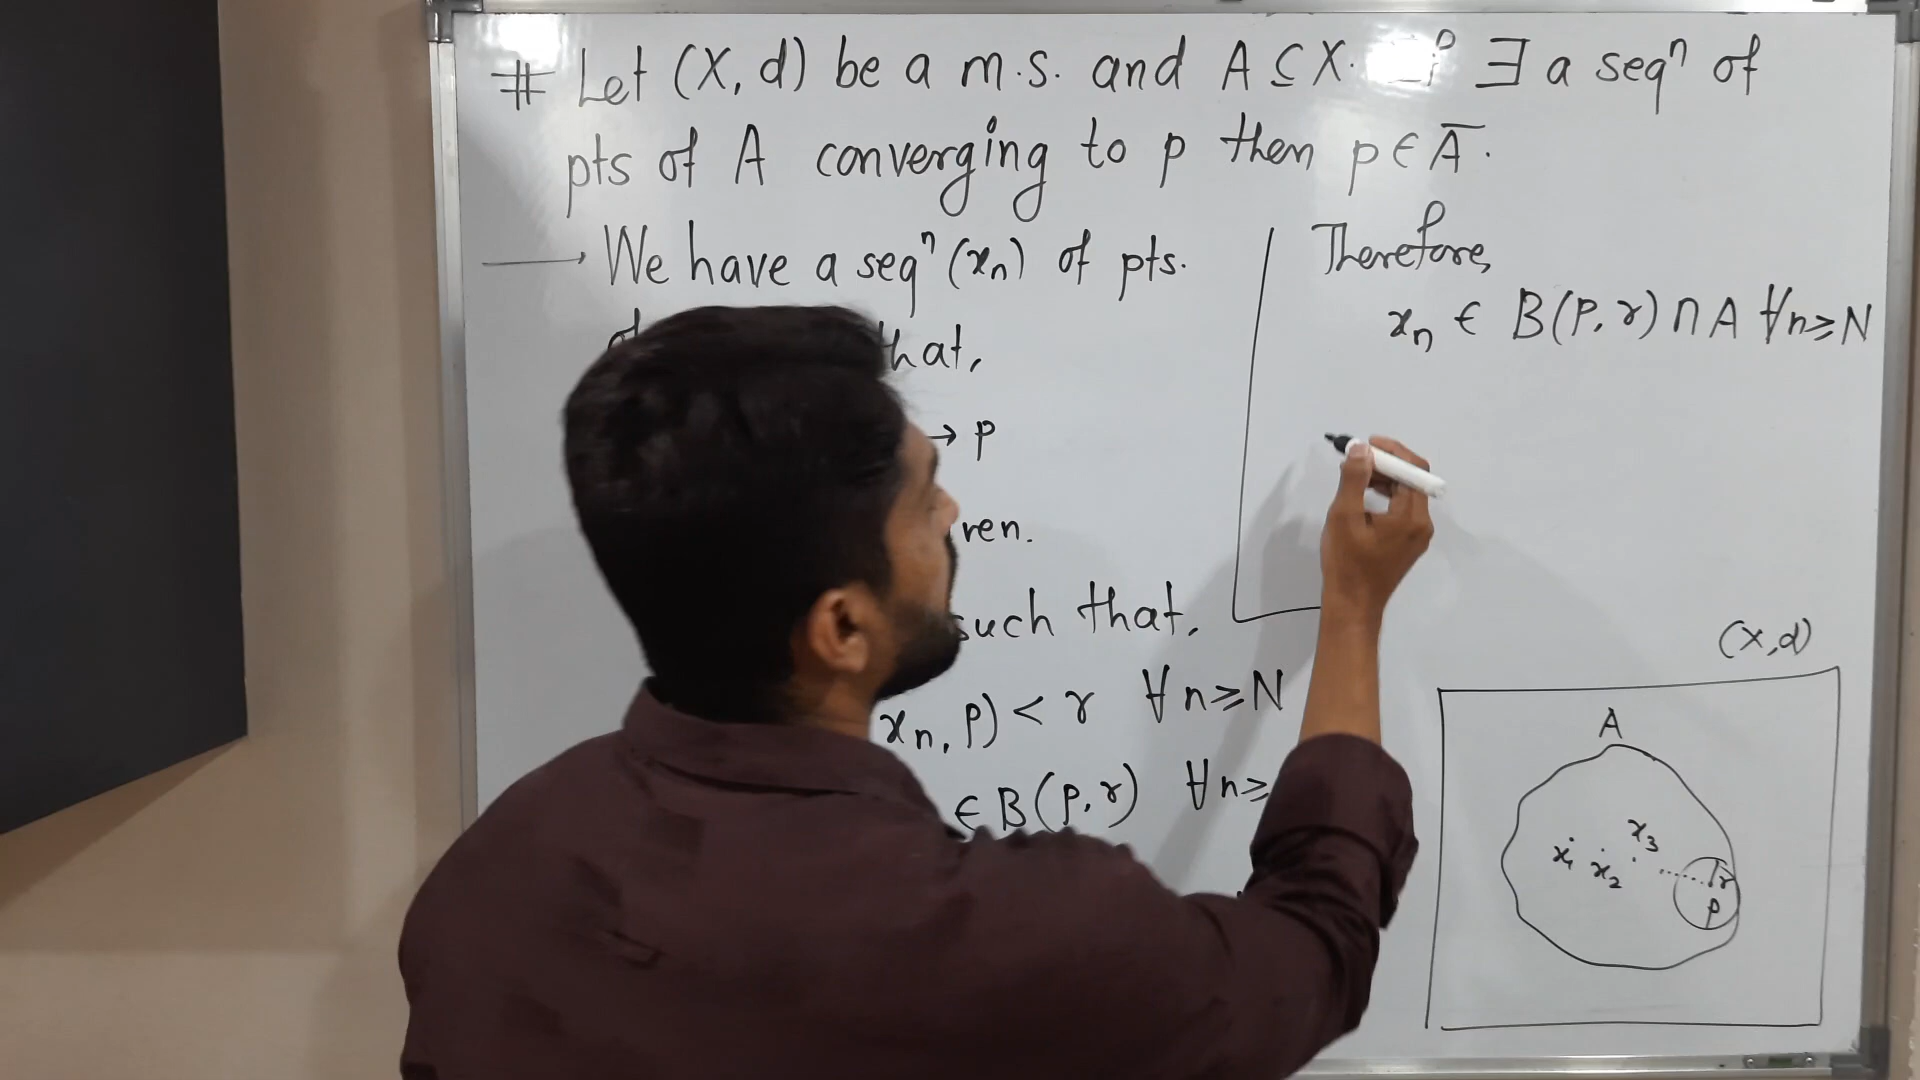 # Let (X, d) be a m.s. and A ⊆ X. ∃ a seqⁿ of
pts of A converging to p then p ∈ A̅.
→ We have a seqⁿ (xₙ) of pts.
that,
→ p
such that,
xₙ, p) < r ∀ n ≥ N
∈ B(p, r) ∀ n ≥
Therefore,
xₙ ∈ B(p, r) ∩ A ∀ n ≥ N
(X, d)
A
x₁ x₂ x₃
r
p